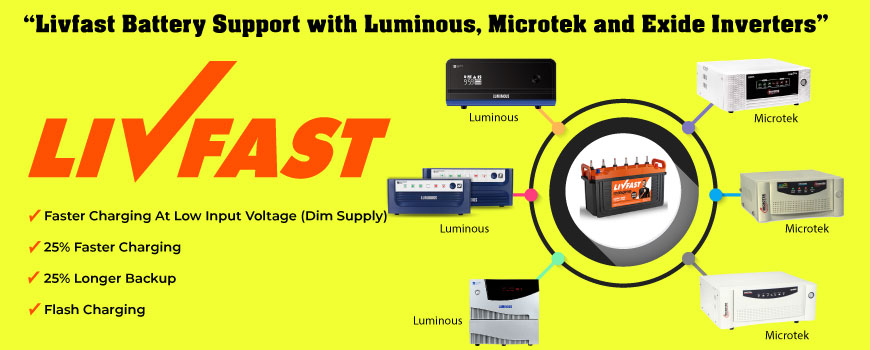 “Livfast Battery Support with Luminous, Microtek and Exide Inverters”
LIVFAST
Faster Charging At Low Input Voltage (Dim Supply)
25% Faster Charging
25% Longer Backup
Flash Charging
LUMINOUS
Luminous
Microtek
LUMINOUS
Luminous
LIVFAST
Microtek
Luminous
Microtek